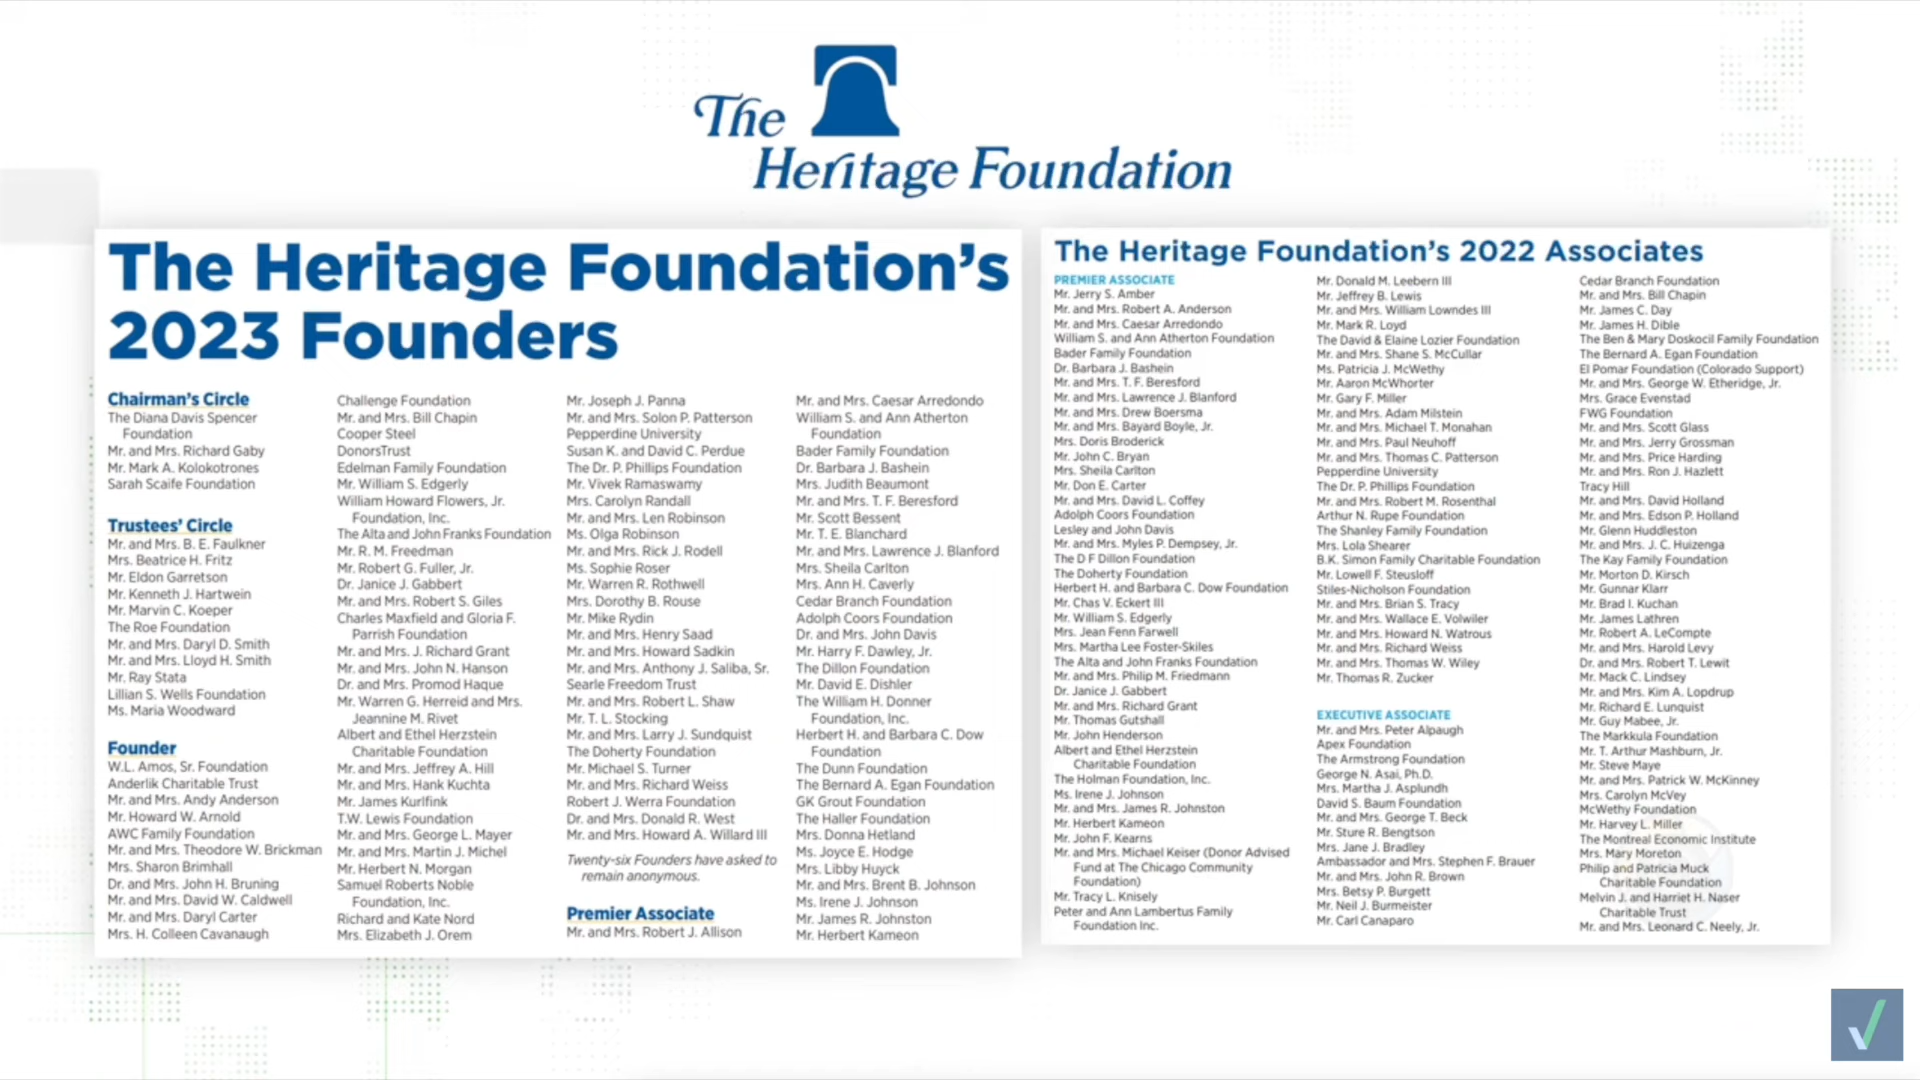 The
Heritage Foundation
The Heritage Foundation's
2023 Founders
Chairman's Circle
The Diana Davis Spencer
Foundation
Mr. and Mrs. Richard Gaby
Mr. Mark A. Kolokotrones
Sarah Scaife Foundation
Trustees' Circle
Mr. and Mrs. B. E. Faulkner
Mrs. Beatrice H. Fritz
Mr. Eldon Garretson
Mr. Kenneth J. Hartwein
Mr. Marvin C. Koeper
The Roe Foundation
Mr. and Mrs. Daryl D. Smith
Mr. and Mrs. Lloyd H. Smith
Mr. Ray Stata
Lillian S. Wells Foundation
Ms. Maria Woodward
Founder
W.L. Amos, Sr. Foundation
Anderlik Charitable Trust
Mr. and Mrs. Andy Anderson
Mr. Howard W. Arnold
AWC Family Foundation
Mr. and Mrs. Theodore W. Brickman
Mrs. Sharon Brimhall
Dr. and Mrs. John H. Bruning
Mr. and Mrs. David W. Caldwell
Mr. and Mrs. Daryl Carter
Mrs. H. Colleen Cavanaugh
Challenge Foundation
Mr. and Mrs. Bill Chapin
Cooper Steel
DonorsTrust
Edelman Family Foundation
Mr. William S. Edgerly
William Howard Flowers, Jr.
Foundation, Inc.
The Alta and John Franks Foundation
Mr. R. M. Freedman
Mr. Robert G. Fuller, Jr.
Dr. Janice J. Gabbert
Mr. and Mrs. Robert S. Giles
Charles Maxfield and Gloria F.
Parrish Foundation
Mr. and Mrs. J. Richard Grant
Mr. and Mrs. John N. Hanson
Dr. and Mrs. Promod Haque
Mr. Warren G. Herreid and Mrs.
Jeannine M. Rivet
Albert and Ethel Herzstein
Charitable Foundation
Mr. and Mrs. Jeffrey A. Hill
Mr. and Mrs. Hank Kuchta
Mr. James Kurlfink
T.W. Lewis Foundation
Mr. and Mrs. George L. Mayer
Mr. and Mrs. Martin J. Michel
Mr. Herbert N. Morgan
Samuel Roberts Noble
Foundation, Inc.
Richard and Kate Nord
Mrs. Elizabeth J. Orem
Mr. Joseph J. Panna
Mr. and Mrs. Solon P. Patterson
Pepperdine University
Susan K. and David C. Perdue
The Dr. P. Phillips Foundation
Mr. Vivek Ramaswamy
Mrs. Carolyn Randall
Mr. and Mrs. Len Robinson
Ms. Olga Robinson
Mr. and Mrs. Rick J. Rodell
Ms. Sophie Roser
Mr. Warren R. Rothwell
Mrs. Dorothy B. Rouse
Mr. Mike Rydin
Mr. and Mrs. Henry Saad
Mr. and Mrs. Howard Sadkin
Mr. and Mrs. Anthony J. Saliba, Sr.
Searle Freedom Trust
Mr. and Mrs. Robert L. Shaw
Mr. T. L. Stocking
Mr. and Mrs. Larry J. Sundquist
The Doherty Foundation
Mr. Michael S. Turner
Mr. and Mrs. Richard Weiss
Robert J. Werra Foundation
Dr. and Mrs. Donald R. West
Mr. and Mrs. Howard A. Willard III
Twenty-six Founders have asked to
remain anonymous.
Premier Associate
Mr. and Mrs. Robert J. Allison
Mr. and Mrs. Caesar Arredondo
William S. and Ann Atherton
Foundation
Bader Family Foundation
Dr. Barbara J. Bashein
Mrs. Judith Beaumont
Mr. and Mrs. T. F. Beresford
Mr. Scott Bessent
Mr. T. E. Blanchard
Mr. and Mrs. Lawrence J. Blanford
Mrs. Sheila Carlton
Mrs. Ann H. Caverly
Cedar Branch Foundation
Adolph Coors Foundation
Dr. and Mrs. John Davis
Mr. Harry F. Dawley, Jr.
The Dillon Foundation
Mr. David E. Dishler
The William H. Donner
Foundation, Inc.
Herbert H. and Barbara C. Dow
Foundation
The Dunn Foundation
The Bernard A. Egan Foundation
GK Grout Foundation
The Haller Foundation
Mrs. Donna Hetland
Ms. Joyce E. Hodge
Mrs. Libby Huyck
Mr. and Mrs. Brent B. Johnson
Ms. Irene J. Johnson
Mr. James R. Johnston
Mr. Herbert Kameon
The Heritage Foundation's 2022 Associates
PREMIER ASSOCIATE
Mr. Jerry S. Amber
Mr. and Mrs. Robert A. Anderson
Mr. and Mrs. Caesar Arredondo
William S. and Ann Atherton Foundation
Bader Family Foundation
Dr. Barbara J. Bashein
Mr. and Mrs. T. F. Beresford
Mr. and Mrs. Lawrence J. Blanford
Mr. and Mrs. Drew Boersma
Mr. and Mrs. Bayard Boyle, Jr.
Mrs. Doris Broderick
Mr. John C. Bryan
Mrs. Sheila Carlton
Mr. Don E. Carter
Mr. and Mrs. David L. Coffey
Adolph Coors Foundation
Lesley and John Davis
Mr. and Mrs. Myles P. Dempsey, Jr.
The D F Dillon Foundation
The Doherty Foundation
Herbert H. and Barbara C. Dow Foundation
Mr. Chas V. Eckert III
Mr. William S. Edgerly
Mrs. Jean Fenn Farwell
Mrs. Martha Lee Foster-Skiles
The Alta and John Franks Foundation
Mr. and Mrs. Philip M. Friedmann
Dr. Janice J. Gabbert
Mr. and Mrs. Richard Grant
Mr. Thomas Gutshall
Mr. John Henderson
Albert and Ethel Herzstein
Charitable Foundation
The Holman Foundation, Inc.
Ms. Irene J. Johnson
Mr. and Mrs. James R. Johnston
Mr. Herbert Kameon
Mr. John F. Kearns
Mr. and Mrs. Michael Keiser (Donor Advised
Fund at The Chicago Community
Foundation)
Mr. Tracy L. Knisely
Peter and Ann Lambertus Family
Foundation Inc.
Mr. Donald M. Leebern III
Mr. Jeffrey B. Lewis
Mr. and Mrs. William Lowndes III
Mr. Mark R. Loyd
The David & Elaine Lozier Foundation
Mr. and Mrs. Shane S. McCullar
Ms. Patricia J. McWethy
Mr. Aaron McWhorter
Mr. Gary F. Miller
Mr. and Mrs. Adam Milstein
Mr. and Mrs. Michael T. Monahan
Mr. and Mrs. Paul Neuhoff
Mr. and Mrs. Thomas C. Patterson
Pepperdine University
The Dr. P. Phillips Foundation
Mr. and Mrs. Robert M. Rosenthal
Arthur N. Rupe Foundation
The Shanley Family Foundation
Mrs. Lola Shearer
B.K. Simon Family Charitable Foundation
Mr. Lowell F. Steusloff
Stiles-Nicholson Foundation
Mr. and Mrs. Brian S. Tracy
Mr. and Mrs. Wallace E. Volwiler
Mr. and Mrs. Howard N. Watrous
Mr. and Mrs. Richard Weiss
Mr. and Mrs. Thomas W. Wiley
Mr. Thomas R. Zucker
EXECUTIVE ASSOCIATE
Mr. and Mrs. Peter Alpaugh
Apex Foundation
The Armstrong Foundation
George N. Asai, Ph.D.
Mrs. Martha J. Asplundh
David S. Baum Foundation
Mr. and Mrs. George T. Beck
Mr. Sture R. Bengtson
Mrs. Jane J. Bradley
Ambassador and Mrs. Stephen F. Brauer
Mr. and Mrs. John R. Brown
Mrs. Betsy P. Burgett
Mr. Neil J. Burmeister
Mr. Carl Canaparo
Cedar Branch Foundation
Mr. and Mrs. Bill Chapin
Mr. James C. Day
Mr. James H. Dible
The Ben & Mary Doskocil Family Foundation
The Bernard A. Egan Foundation
El Pomar Foundation (Colorado Support)
Mr. and Mrs. George W. Etheridge, Jr.
Mrs. Grace Evenstad
FWG Foundation
Mr. and Mrs. Scott Glass
Mr. and Mrs. Jerry Grossman
Mr. and Mrs. Price Harding
Mr. and Mrs. Ron J. Hazlett
Tracy Hill
Mr. and Mrs. David Holland
Mr. and Mrs. Edson P. Holland
Mr. Glenn Huddleston
Mr. and Mrs. J. C. Huizenga
The Kay Family Foundation
Mr. Morton D. Kirsch
Mr. Gunnar Klarr
Mr. Brad I. Kuchan
Mr. James Lathren
Mr. Robert A. LeCompte
Mr. and Mrs. Harold Levy
Dr. and Mrs. Robert T. Lewit
Mr. Mack C. Lindsey
Mr. and Mrs. Kim A. Lopdrup
Mr. Richard E. Lunquist
Mr. Guy Mabee, Jr.
The Markkula Foundation
Mr. T. Arthur Mashburn, Jr.
Mr. Steve Maye
Mr. and Mrs. Patrick W. McKinney
Mrs. Carolyn McVey
McWethy Foundation
Mr. Harvey L. Miller
The Montreal Economic Institute
Mrs. Mary Moreton
Philip and Patricia Muck
Charitable Foundation
Melvin J. and Harriet H. Naser
Charitable Trust
Mr. and Mrs. Leonard C. Neely, Jr.